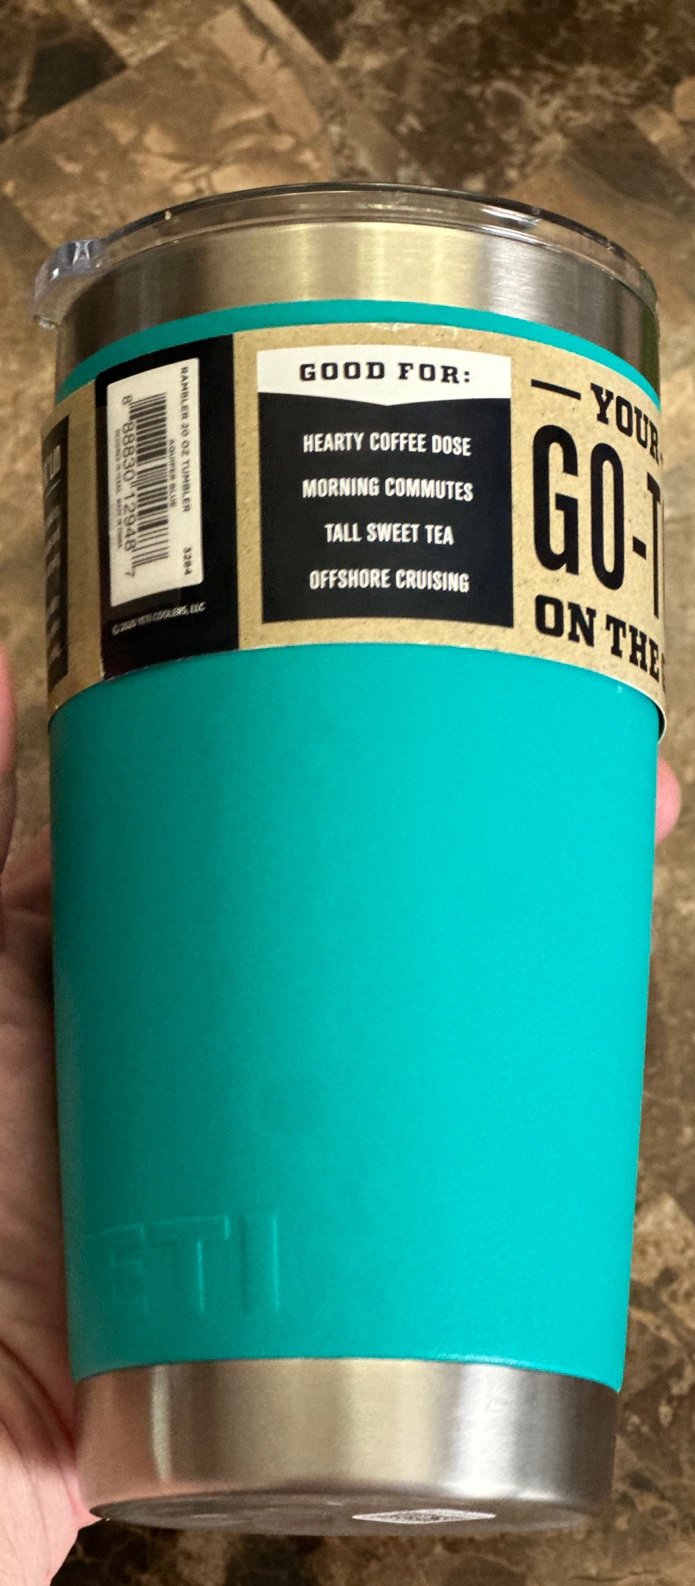 RAMBLER 20 OZ TUMBLER 3284
AQUIFER BLUE
8 88830 12948 7
© 2020 YETI COOLERS, LLC
GOOD FOR:
HEARTY COFFEE DOSE
MORNING COMMUTES
TALL SWEET TEA
OFFSHORE CRUISING
YOUR
GO-T
ON THE
ETI